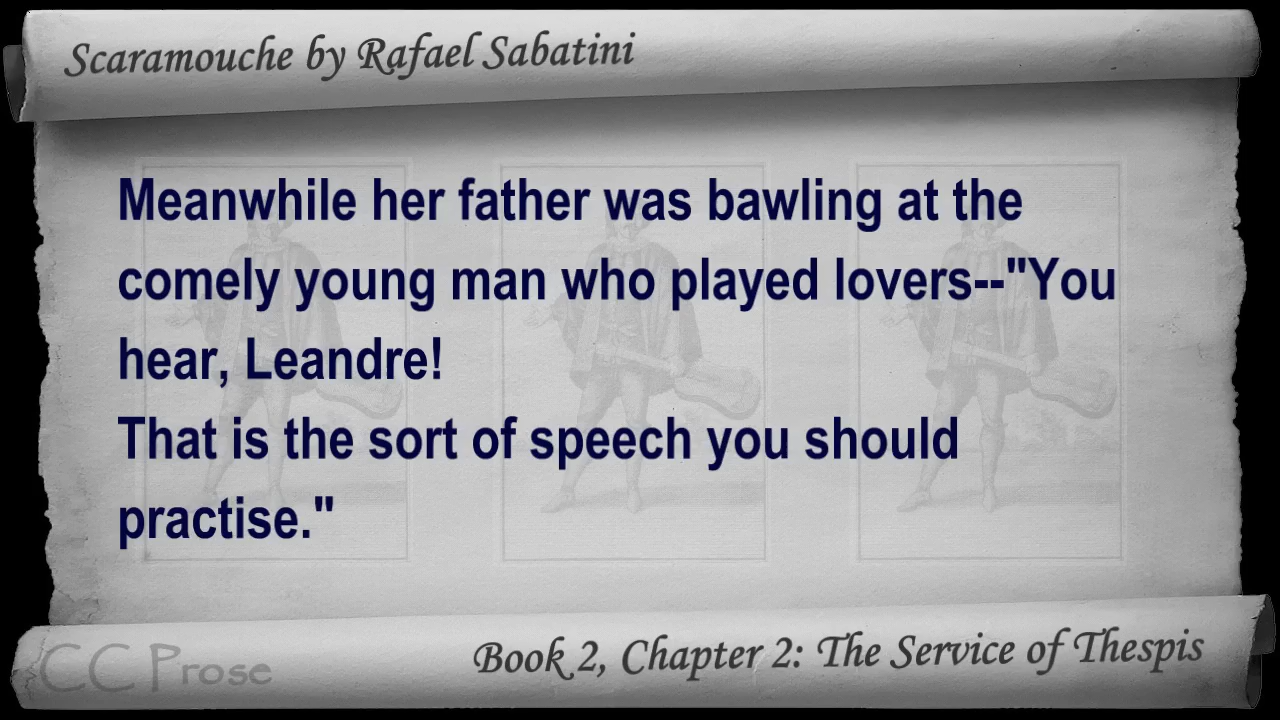 Scaramouche by Rafael Sabatini
Meanwhile her father was bawling at the
comely young man who played lovers--"You
hear, Leandre!
That is the sort of speech you should
practise."
CC Prose
Book 2, Chapter 2: The Service of Thespis